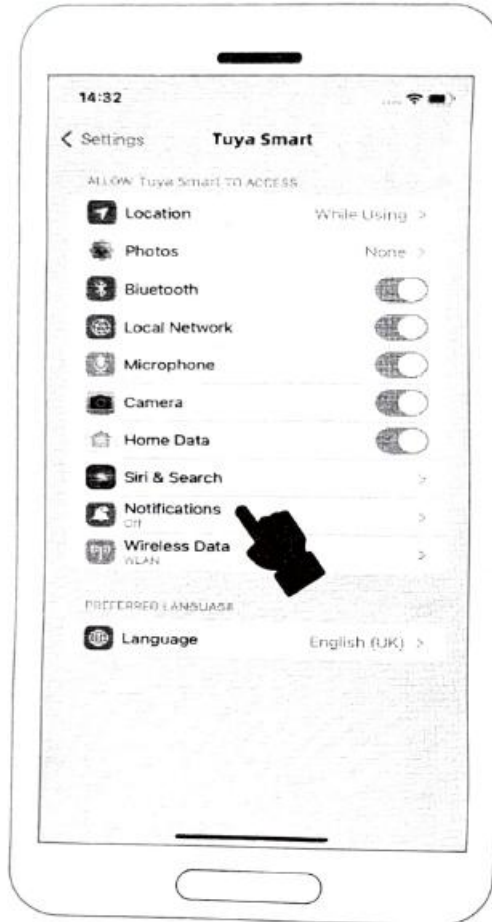 14:32
Settings Tuya Smart
ALLOW Tuya Smart TO ACCESS
Location While Using
Photos None
Bluetooth
Local Network
Microphone
Camera
Home Data
Siri & Search
Notifications
Off
Wireless Data
WLAN
PREFERRED LANGUAGE
Language English (UK)